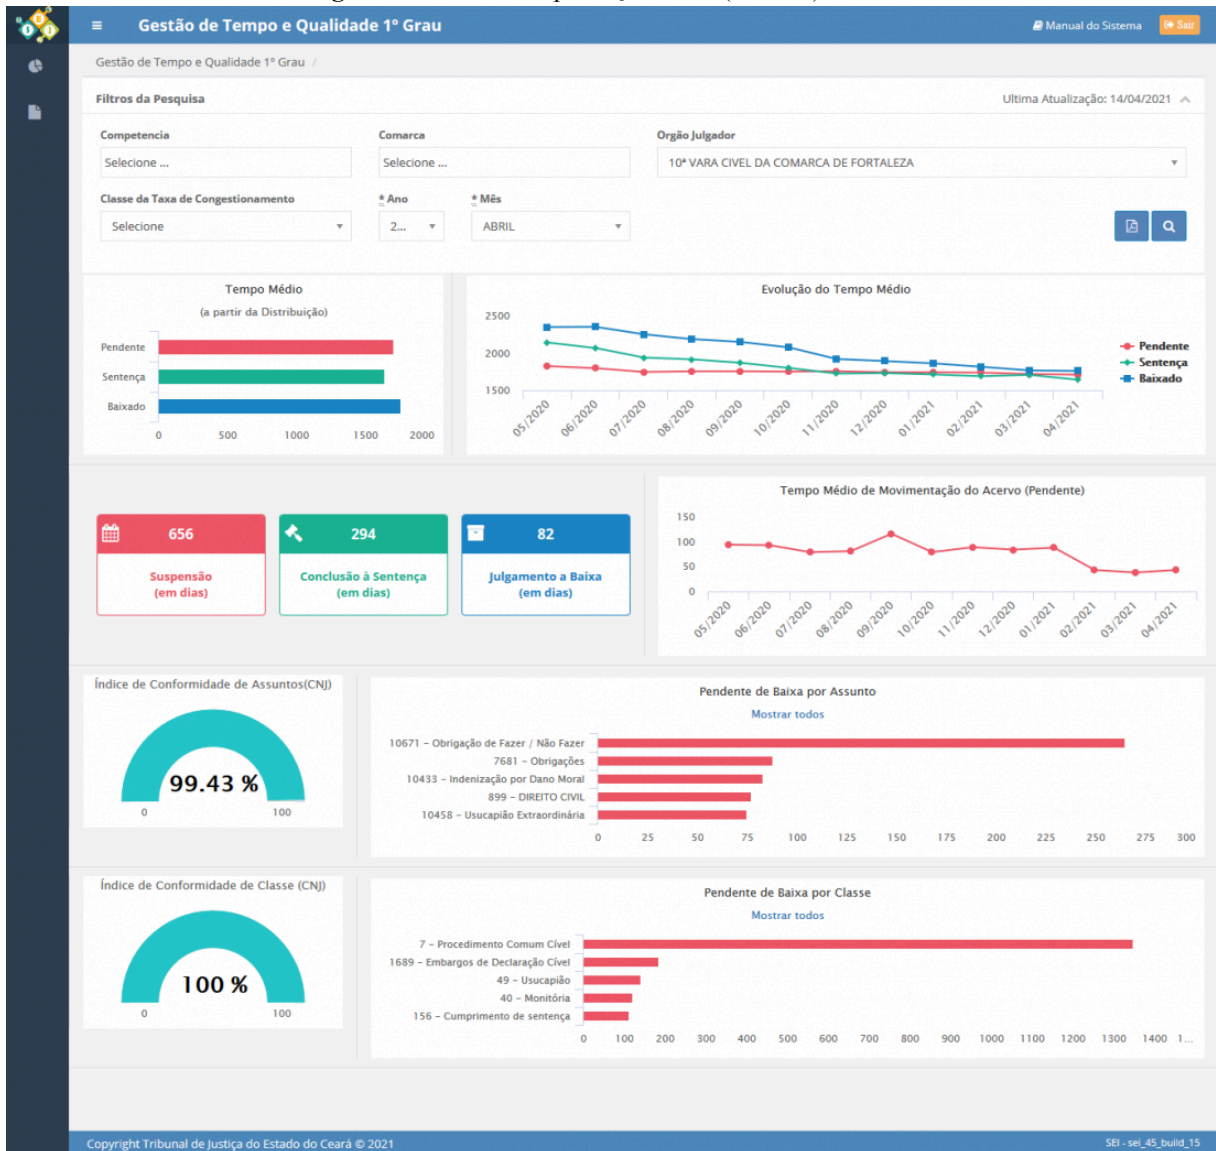 SEI
≡ Gestão de Tempo e Qualidade 1º Grau
Manual do Sistema
Sair
Gestão de Tempo e Qualidade 1º Grau /
Filtros da Pesquisa
Ultima Atualização: 14/04/2021
Competencia
Comarca
Orgão Julgador
Selecione ...
Selecione ...
10ª VARA CIVEL DA COMARCA DE FORTALEZA
Classe da Taxa de Congestionamento
* Ano
* Mês
Selecione
2...
ABRIL
Tempo Médio
(a partir da Distribuição)
Pendente
Sentença
Baixado
0 500 1000 1500 2000
Evolução do Tempo Médio
2500
2000
1500
05/2020 06/2020 07/2020 08/2020 09/2020 10/2020 11/2020 12/2020 01/2021 02/2021 03/2021 04/2021
Pendente
Sentença
Baixado
656
Suspensão
(em dias)
294
Conclusão à Sentença
(em dias)
82
Julgamento a Baixa
(em dias)
Tempo Médio de Movimentação do Acervo (Pendente)
150
100
50
0
05/2020 06/2020 07/2020 08/2020 09/2020 10/2020 11/2020 12/2020 01/2021 02/2021 03/2021 04/2021
Índice de Conformidade de Assuntos(CNJ)
99.43 %
0 100
Pendente de Baixa por Assunto
Mostrar todos
10671 – Obrigação de Fazer / Não Fazer
7681 – Obrigações
10433 – Indenização por Dano Moral
899 – DIREITO CIVIL
10458 – Usucapião Extraordinária
0 25 50 75 100 125 150 175 200 225 250 275 300
Índice de Conformidade de Classe (CNJ)
100 %
0 100
Pendente de Baixa por Classe
Mostrar todos
7 – Procedimento Comum Cível
1689 – Embargos de Declaração Cível
49 – Usucapião
40 – Monitória
156 – Cumprimento de sentença
0 100 200 300 400 500 600 700 800 900 1000 1100 1200 1300 1400 1...
Copyright Tribunal de Justiça do Estado do Ceará © 2021
SEI - sei_45_build_15